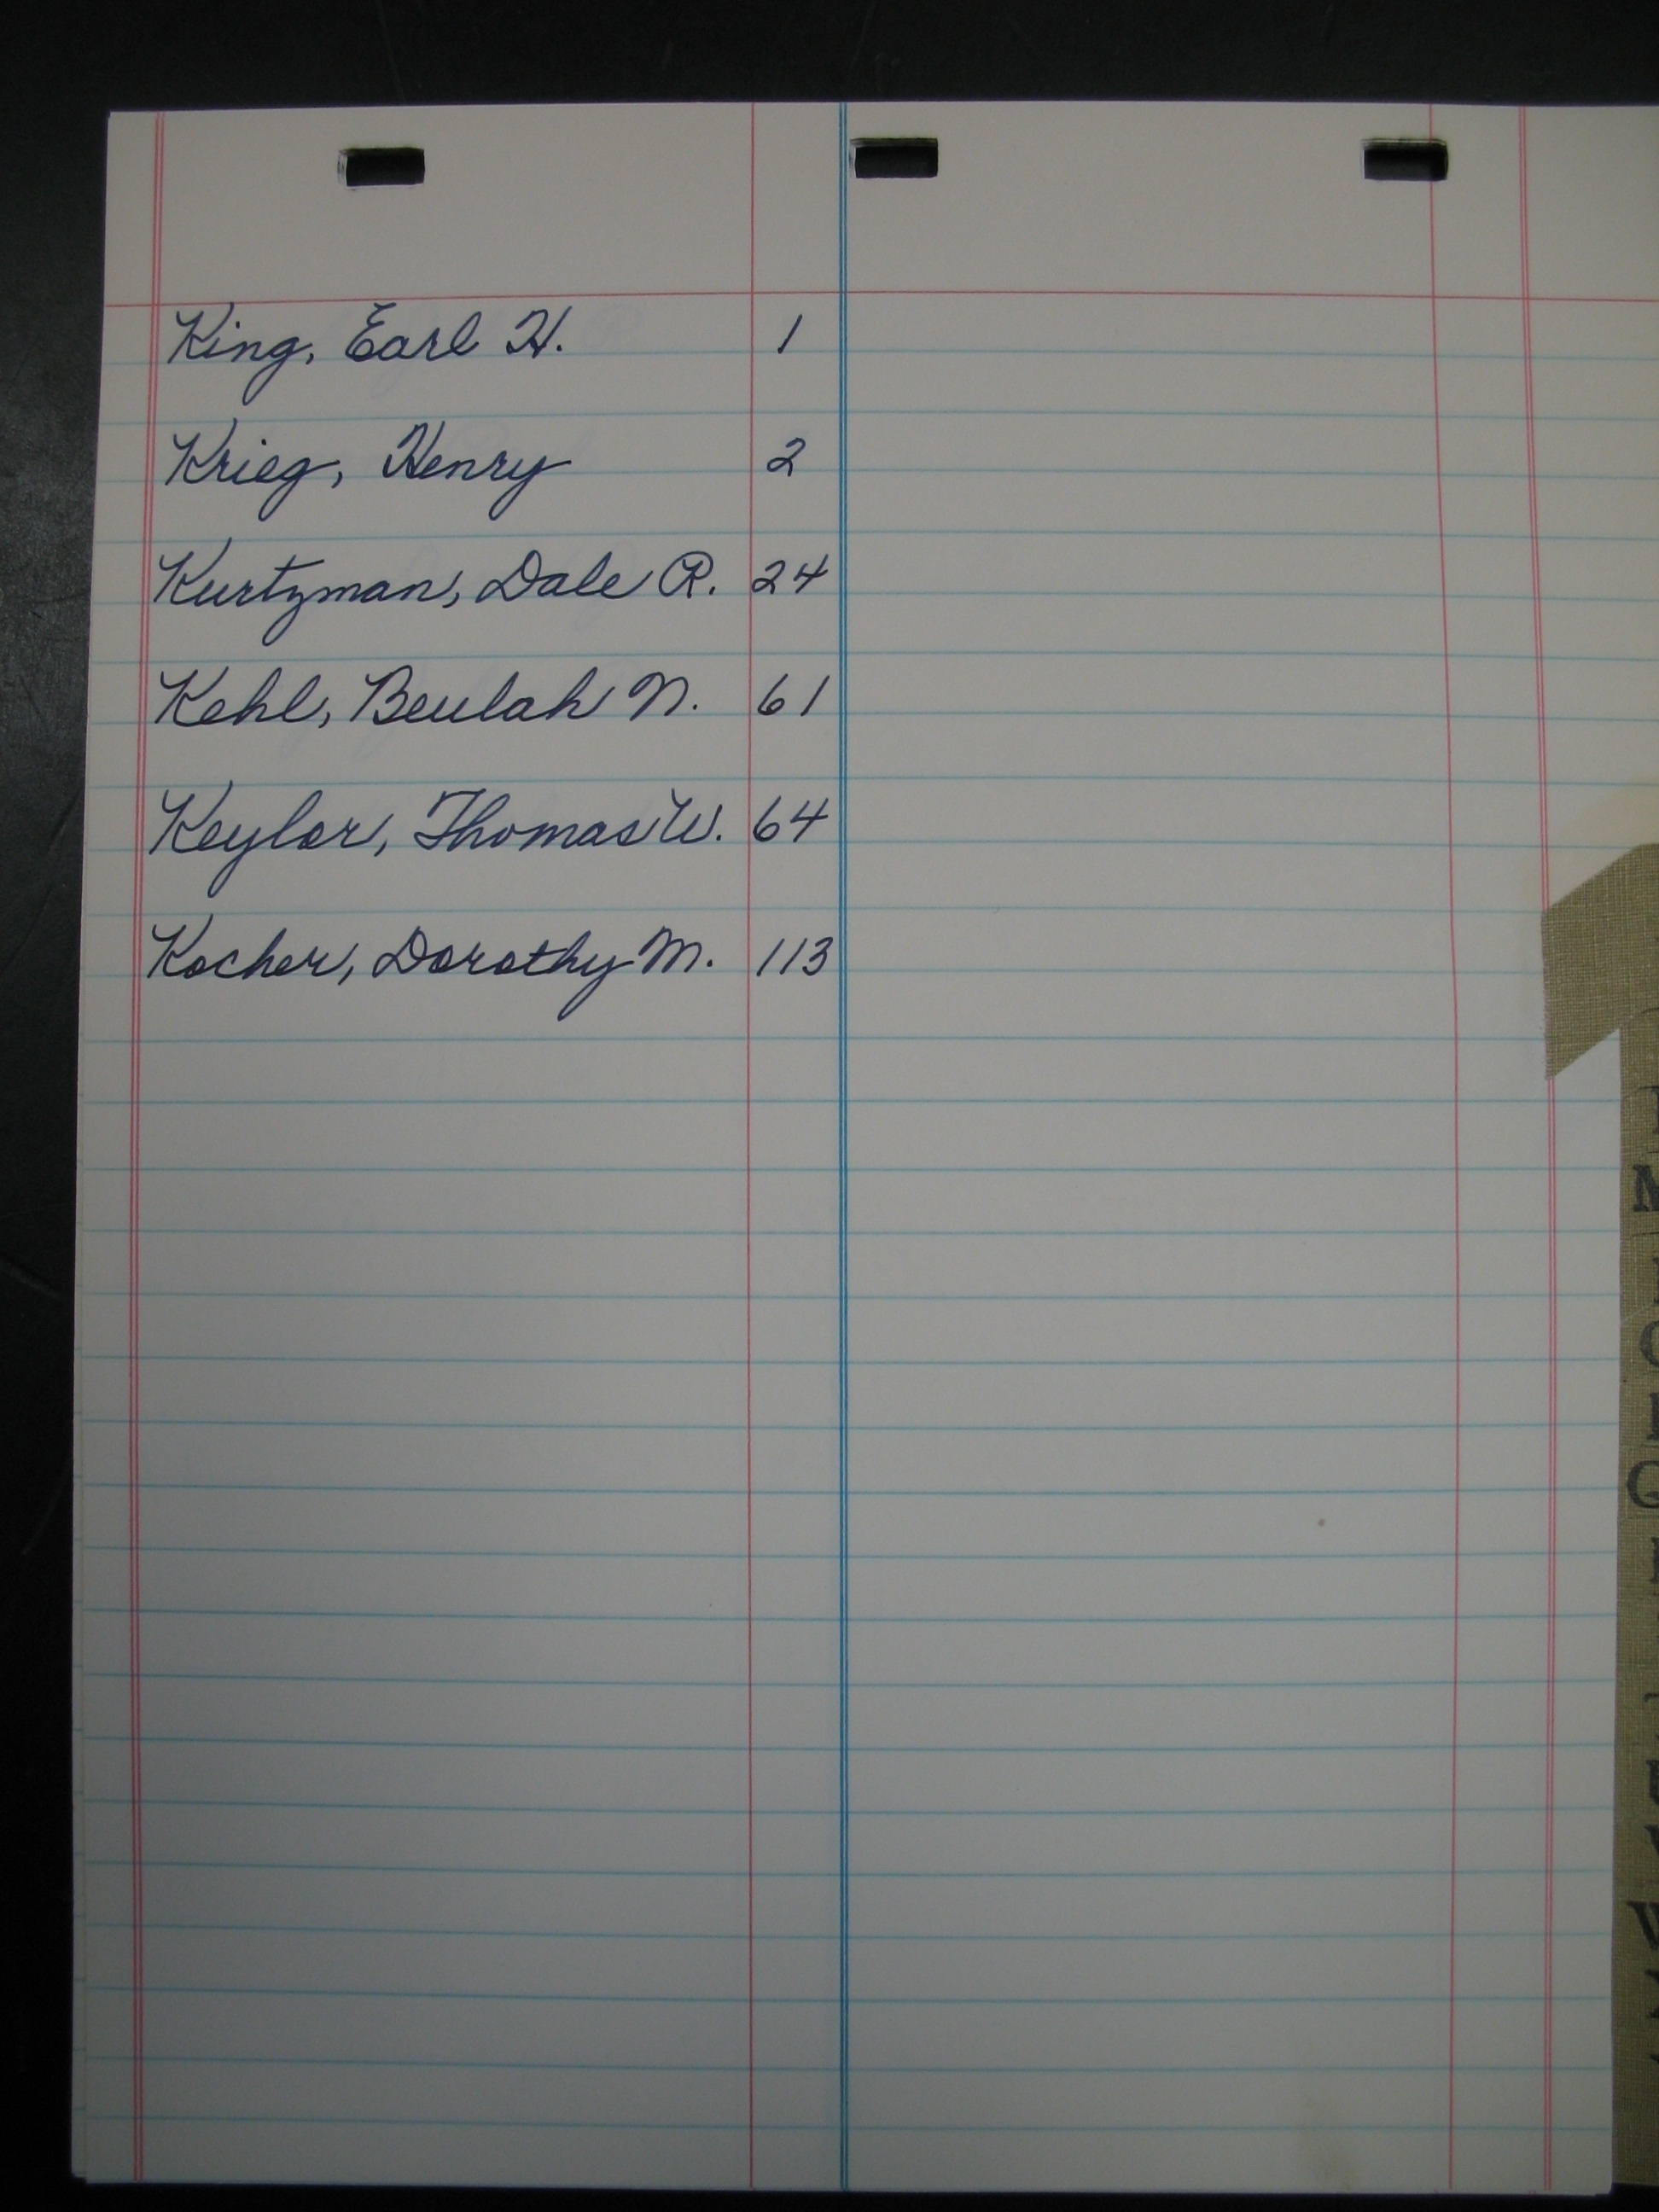 King, Earl H. 1
Krieg, Henry 2
Kurtzman, Dale R. 24
Kehl, Beulah N. 61
Keylor, Thomas W. 64
Kocher, Dorothy M. 113